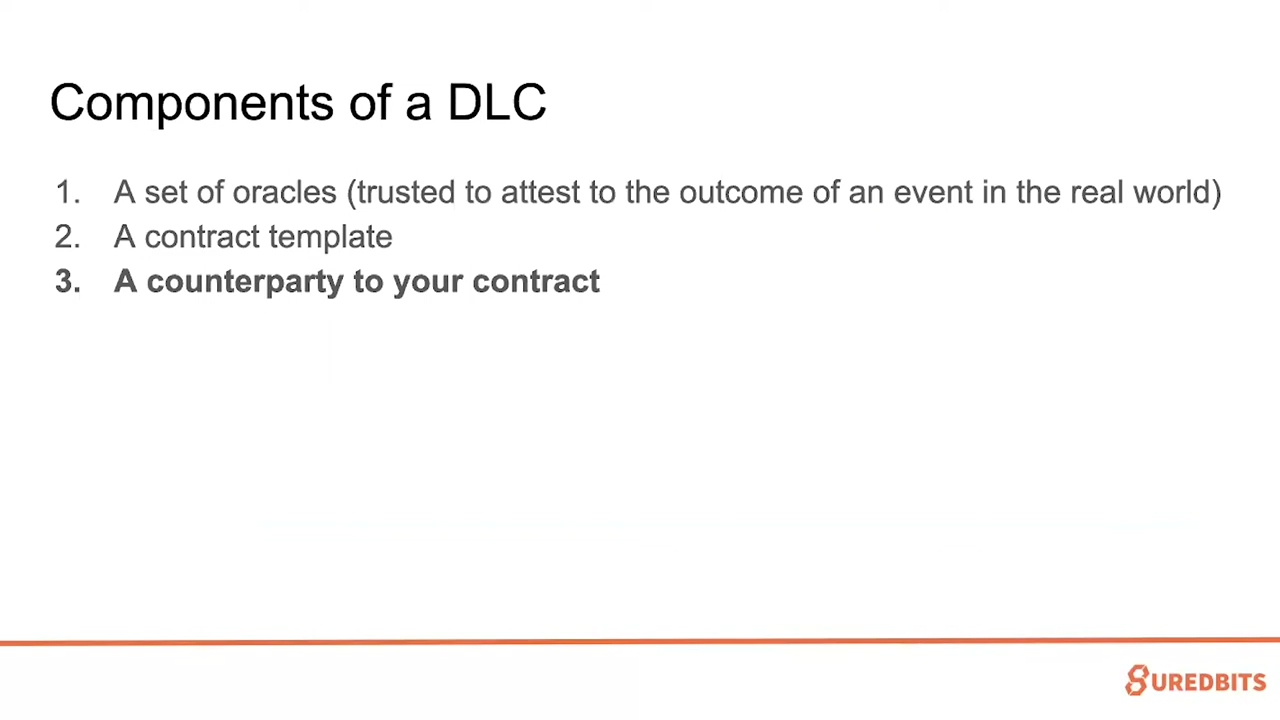 Components of a DLC
1. A set of oracles (trusted to attest to the outcome of an event in the real world)
2. A contract template
3. A counterparty to your contract
SUREDBITS